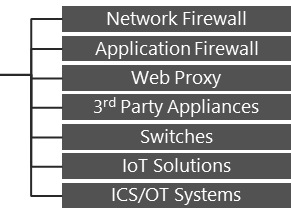 Network Firewall
Application Firewall
Web Proxy
3rd Party Appliances
Switches
IoT Solutions
ICS/OT Systems